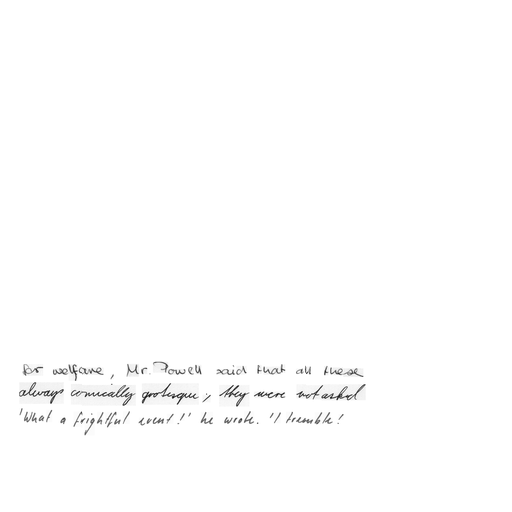 for welfare, Mr. Powell said that all these
always comically grotesque; they were not asked
'What a frightful event!' he wrote. 'I tremble!